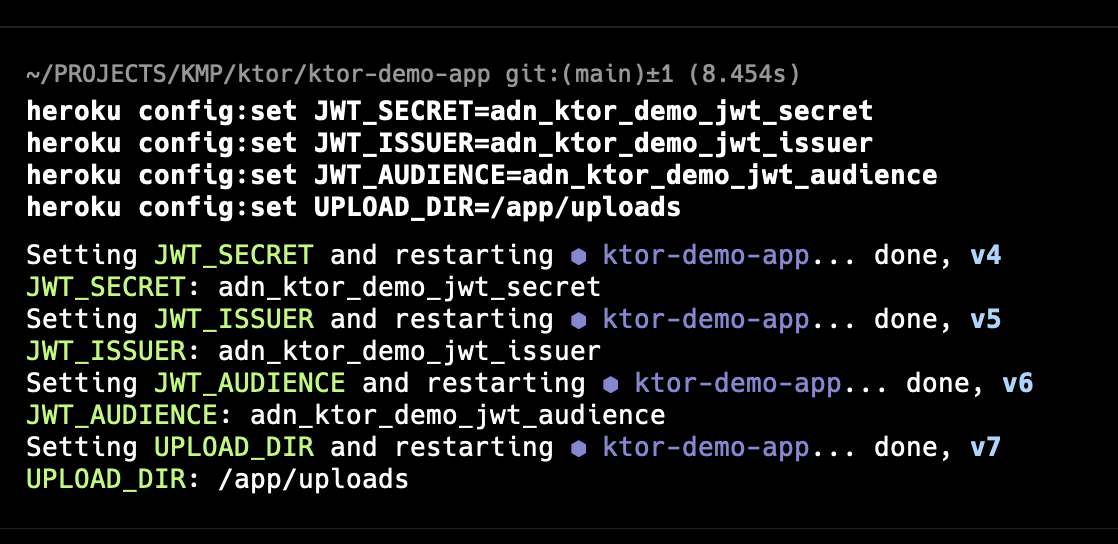 ~/PROJECTS/KMP/ktor/ktor-demo-app git:(main)±1 (8.454s)
heroku config:set JWT_SECRET=adn_ktor_demo_jwt_secret
heroku config:set JWT_ISSUER=adn_ktor_demo_jwt_issuer
heroku config:set JWT_AUDIENCE=adn_ktor_demo_jwt_audience
heroku config:set UPLOAD_DIR=/app/uploads
Setting JWT_SECRET and restarting ⬢ ktor-demo-app... done, v4
JWT_SECRET: adn_ktor_demo_jwt_secret
Setting JWT_ISSUER and restarting ⬢ ktor-demo-app... done, v5
JWT_ISSUER: adn_ktor_demo_jwt_issuer
Setting JWT_AUDIENCE and restarting ⬢ ktor-demo-app... done, v6
JWT_AUDIENCE: adn_ktor_demo_jwt_audience
Setting UPLOAD_DIR and restarting ⬢ ktor-demo-app... done, v7
UPLOAD_DIR: /app/uploads